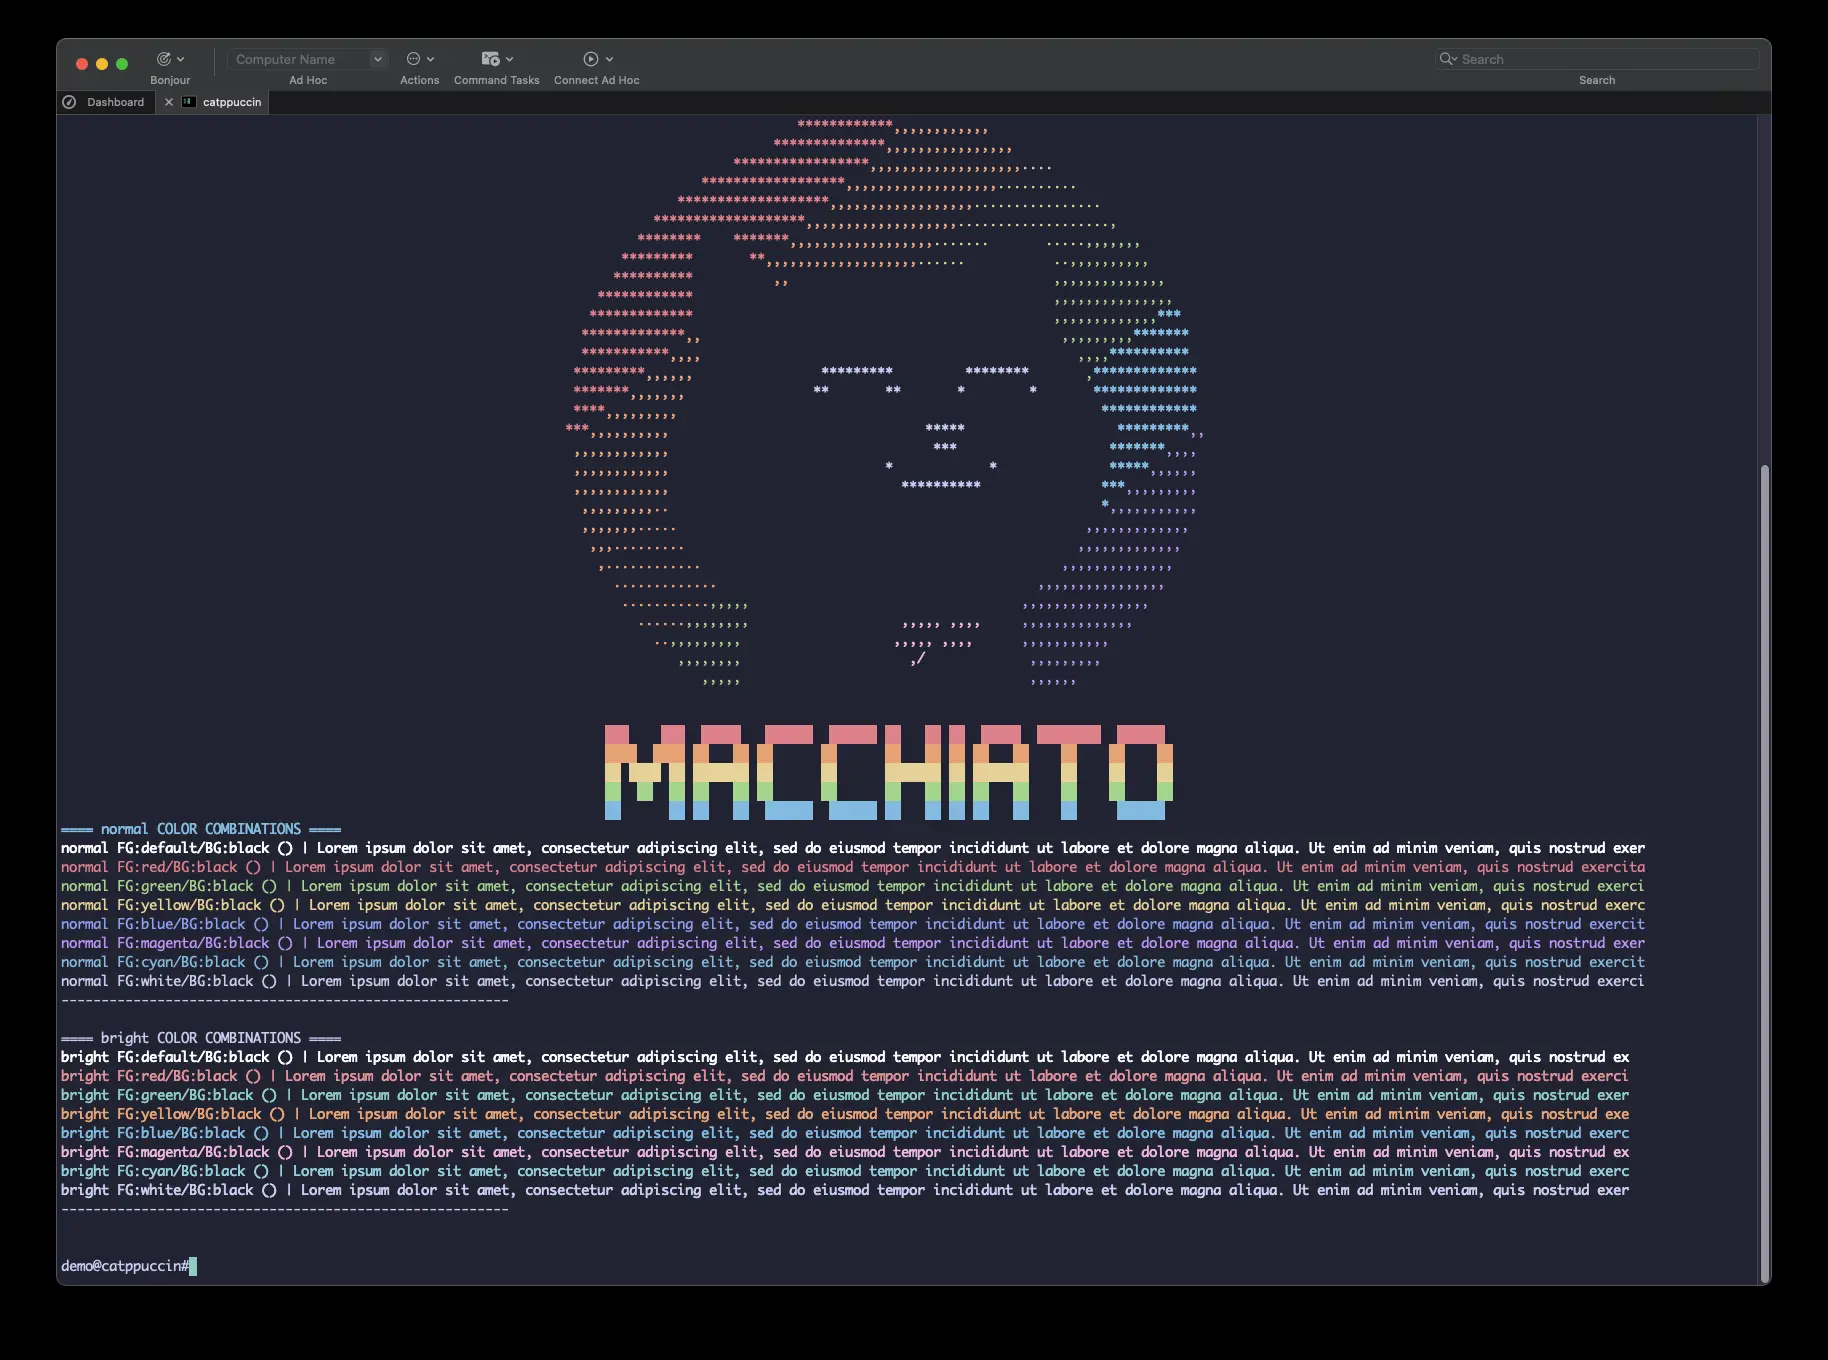 Computer Name
Search
Bonjour
Ad Hoc
Actions
Command Tasks
Connect Ad Hoc
Search
Dashboard
catppuccin
MACCHIATO
==== normal COLOR COMBINATIONS ====
normal FG:default/BG:black () | Lorem ipsum dolor sit amet, consectetur adipiscing elit, sed do eiusmod tempor incididunt ut labore et dolore magna aliqua. Ut enim ad minim veniam, quis nostrud exer
normal FG:red/BG:black () | Lorem ipsum dolor sit amet, consectetur adipiscing elit, sed do eiusmod tempor incididunt ut labore et dolore magna aliqua. Ut enim ad minim veniam, quis nostrud exercita
normal FG:green/BG:black () | Lorem ipsum dolor sit amet, consectetur adipiscing elit, sed do eiusmod tempor incididunt ut labore et dolore magna aliqua. Ut enim ad minim veniam, quis nostrud exerci
normal FG:yellow/BG:black () | Lorem ipsum dolor sit amet, consectetur adipiscing elit, sed do eiusmod tempor incididunt ut labore et dolore magna aliqua. Ut enim ad minim veniam, quis nostrud exerc
normal FG:blue/BG:black () | Lorem ipsum dolor sit amet, consectetur adipiscing elit, sed do eiusmod tempor incididunt ut labore et dolore magna aliqua. Ut enim ad minim veniam, quis nostrud exercit
normal FG:magenta/BG:black () | Lorem ipsum dolor sit amet, consectetur adipiscing elit, sed do eiusmod tempor incididunt ut labore et dolore magna aliqua. Ut enim ad minim veniam, quis nostrud exer
normal FG:cyan/BG:black () | Lorem ipsum dolor sit amet, consectetur adipiscing elit, sed do eiusmod tempor incididunt ut labore et dolore magna aliqua. Ut enim ad minim veniam, quis nostrud exercit
normal FG:white/BG:black () | Lorem ipsum dolor sit amet, consectetur adipiscing elit, sed do eiusmod tempor incididunt ut labore et dolore magna aliqua. Ut enim ad minim veniam, quis nostrud exerci
--------------------------------------------------------
==== bright COLOR COMBINATIONS ====
bright FG:default/BG:black () | Lorem ipsum dolor sit amet, consectetur adipiscing elit, sed do eiusmod tempor incididunt ut labore et dolore magna aliqua. Ut enim ad minim veniam, quis nostrud ex
bright FG:red/BG:black () | Lorem ipsum dolor sit amet, consectetur adipiscing elit, sed do eiusmod tempor incididunt ut labore et dolore magna aliqua. Ut enim ad minim veniam, quis nostrud exerci
bright FG:green/BG:black () | Lorem ipsum dolor sit amet, consectetur adipiscing elit, sed do eiusmod tempor incididunt ut labore et dolore magna aliqua. Ut enim ad minim veniam, quis nostrud exer
bright FG:yellow/BG:black () | Lorem ipsum dolor sit amet, consectetur adipiscing elit, sed do eiusmod tempor incididunt ut labore et dolore magna aliqua. Ut enim ad minim veniam, quis nostrud exe
bright FG:blue/BG:black () | Lorem ipsum dolor sit amet, consectetur adipiscing elit, sed do eiusmod tempor incididunt ut labore et dolore magna aliqua. Ut enim ad minim veniam, quis nostrud exerc
bright FG:magenta/BG:black () | Lorem ipsum dolor sit amet, consectetur adipiscing elit, sed do eiusmod tempor incididunt ut labore et dolore magna aliqua. Ut enim ad minim veniam, quis nostrud ex
bright FG:cyan/BG:black () | Lorem ipsum dolor sit amet, consectetur adipiscing elit, sed do eiusmod tempor incididunt ut labore et dolore magna aliqua. Ut enim ad minim veniam, quis nostrud exerc
bright FG:white/BG:black () | Lorem ipsum dolor sit amet, consectetur adipiscing elit, sed do eiusmod tempor incididunt ut labore et dolore magna aliqua. Ut enim ad minim veniam, quis nostrud exer
--------------------------------------------------------
demo@catppuccin#